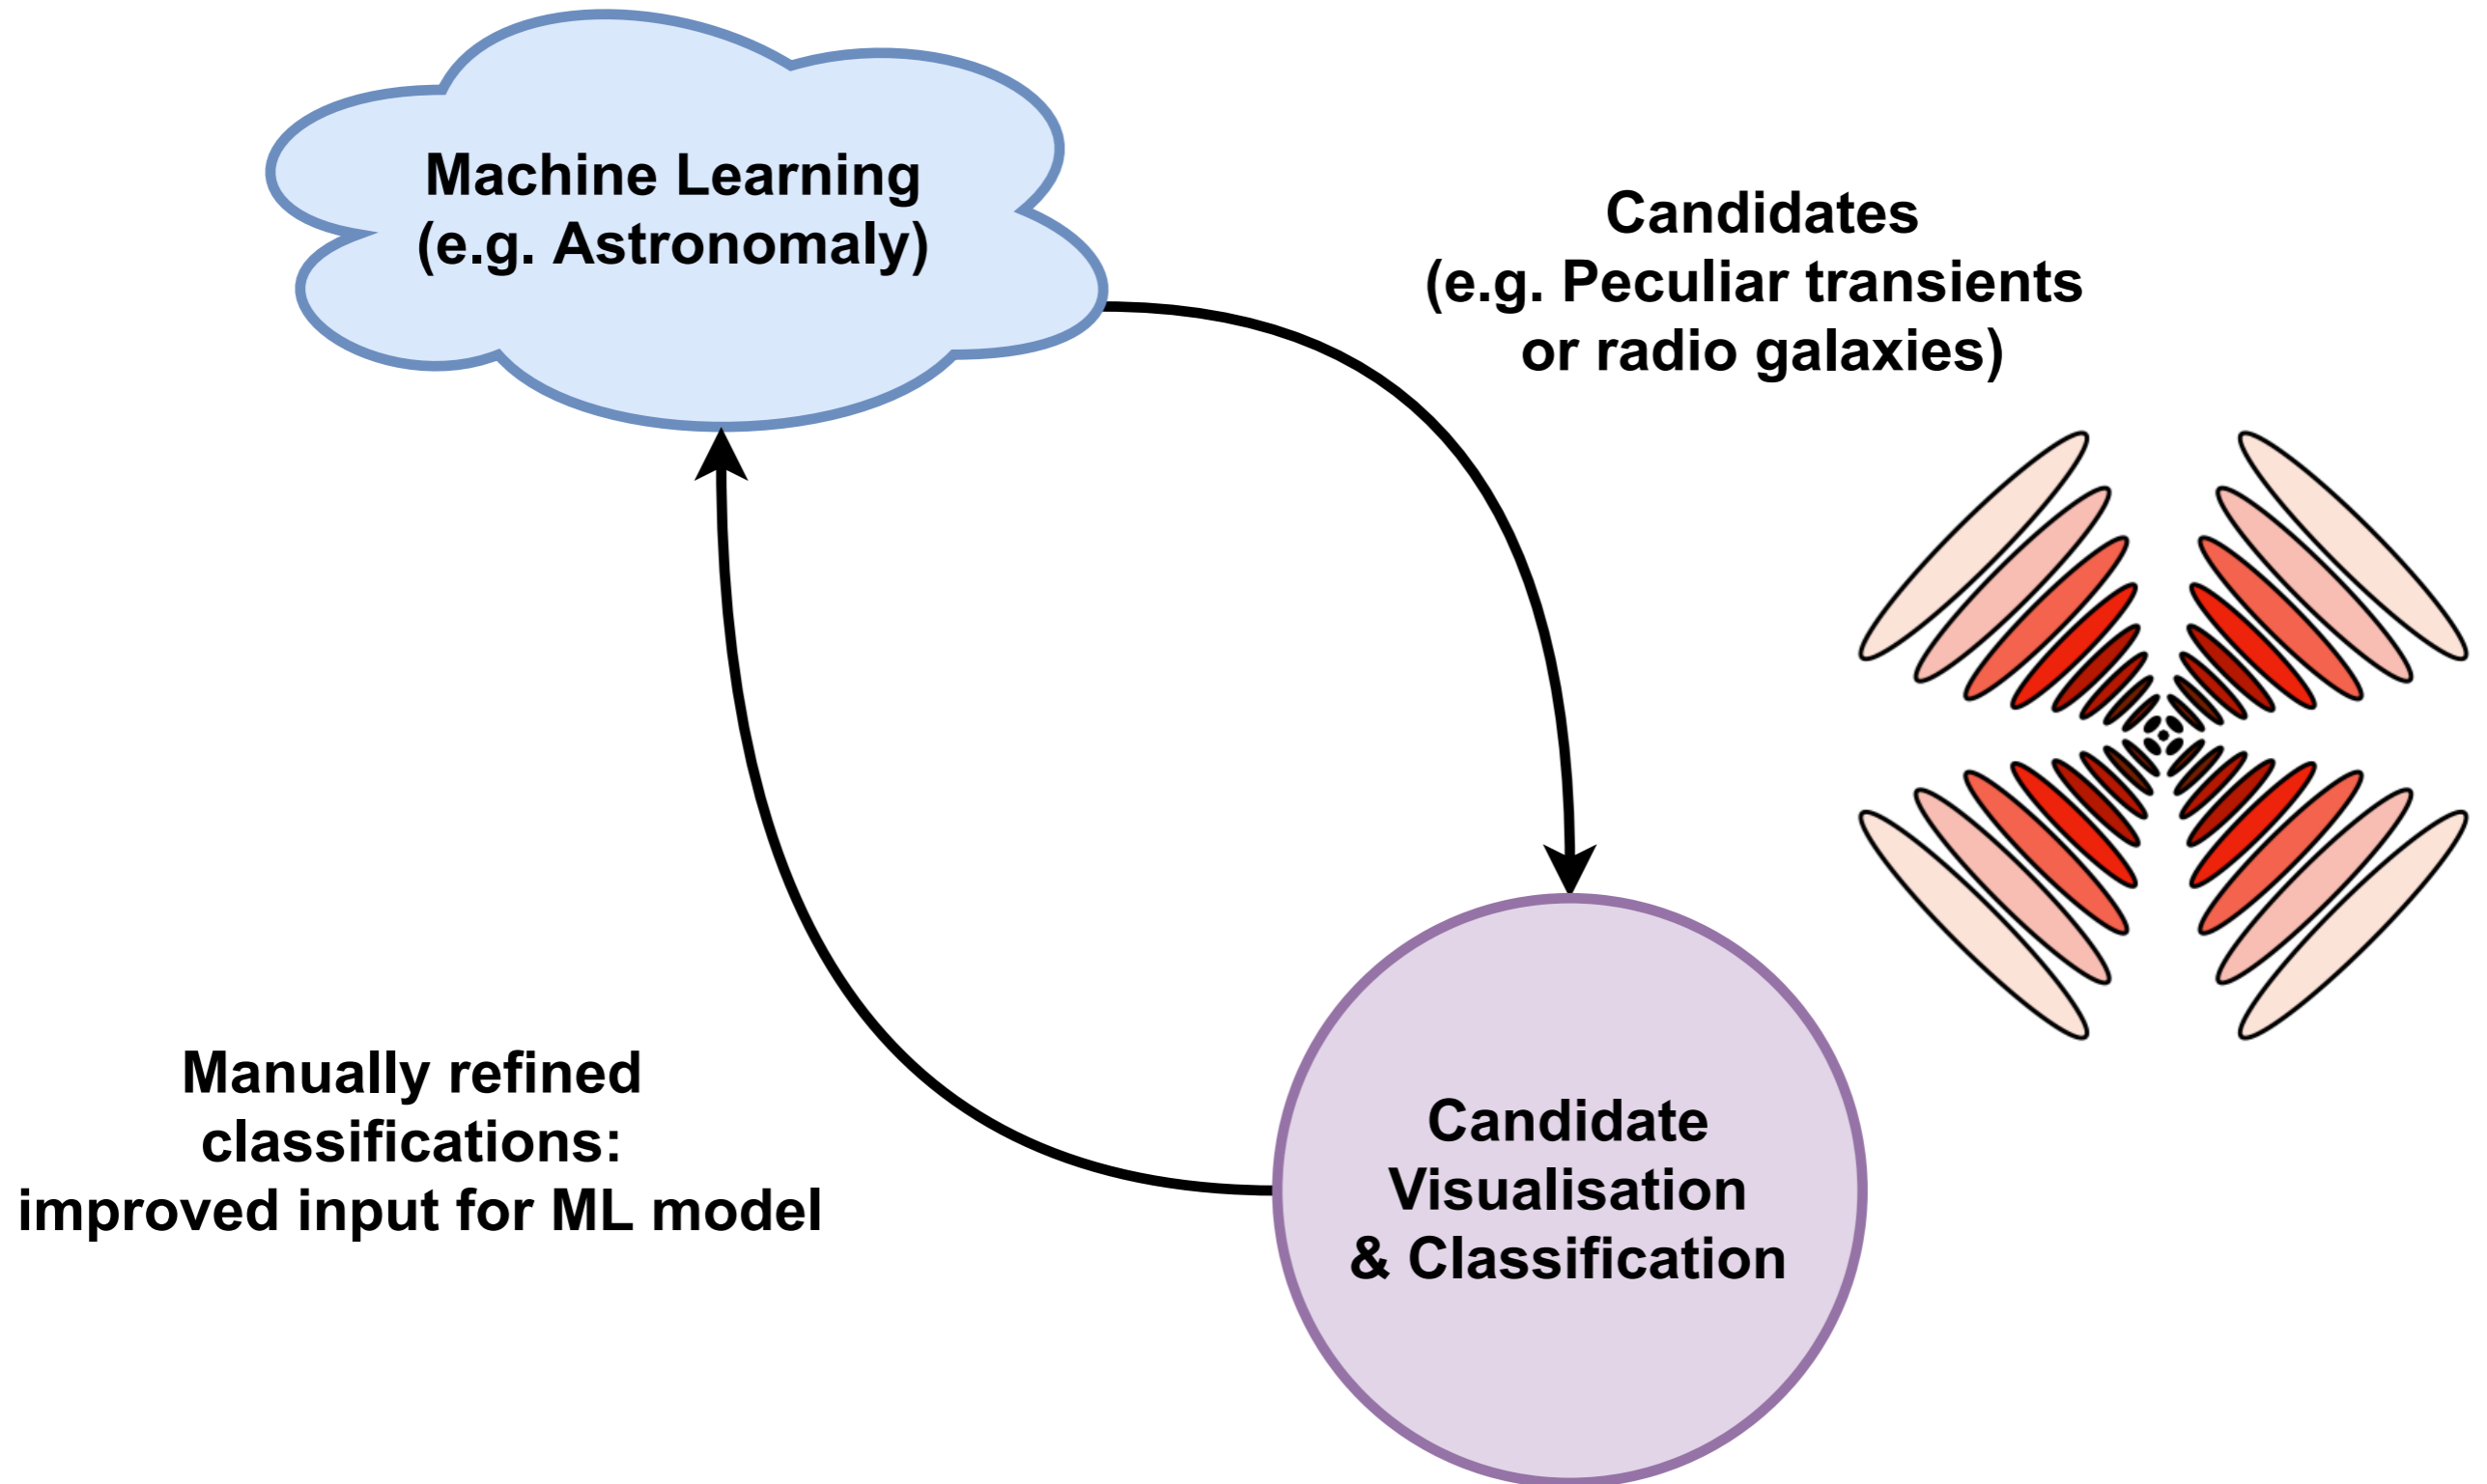 Machine Learning
(e.g. Astronomaly)
Candidates
(e.g. Peculiar transients
or radio galaxies)
Manually refined
classifications:
improved input for ML model
Candidate
Visualisation
& Classification